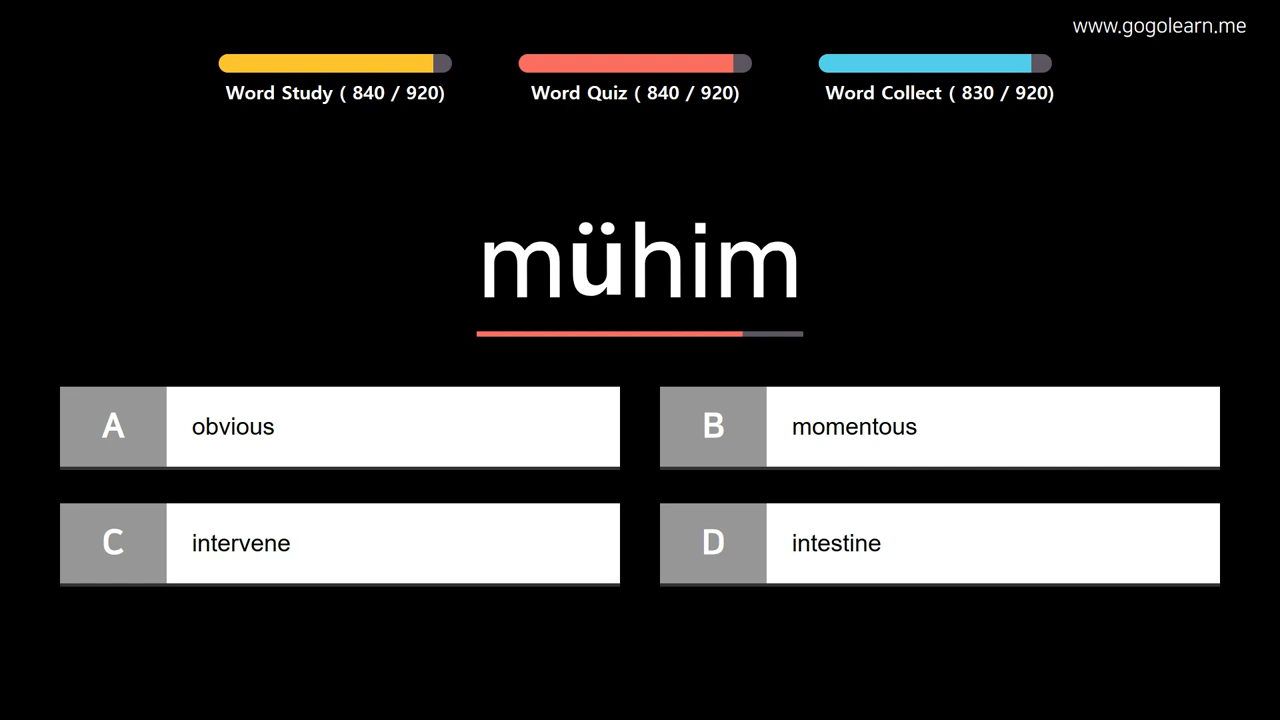 www.gogolearn.me
Word Study ( 840 / 920)
Word Quiz ( 840 / 920)
Word Collect ( 830 / 920)
mühim
A
obvious
B
momentous
C
intervene
D
intestine